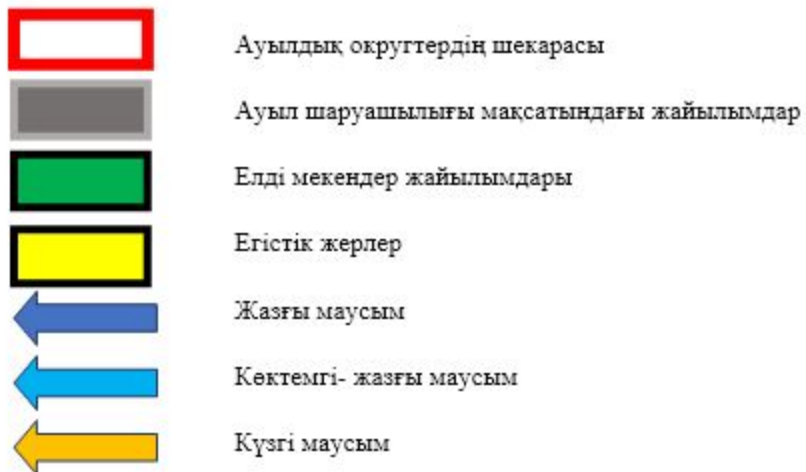 Ауылдық округтердің шекарасы
Ауыл шаруашылығы мақсатындағы жайылымдар
Елді мекендер жайылымдары
Егістік жерлер
Жазғы маусым
Көктемгі- жазғы маусым
Күзгі маусым